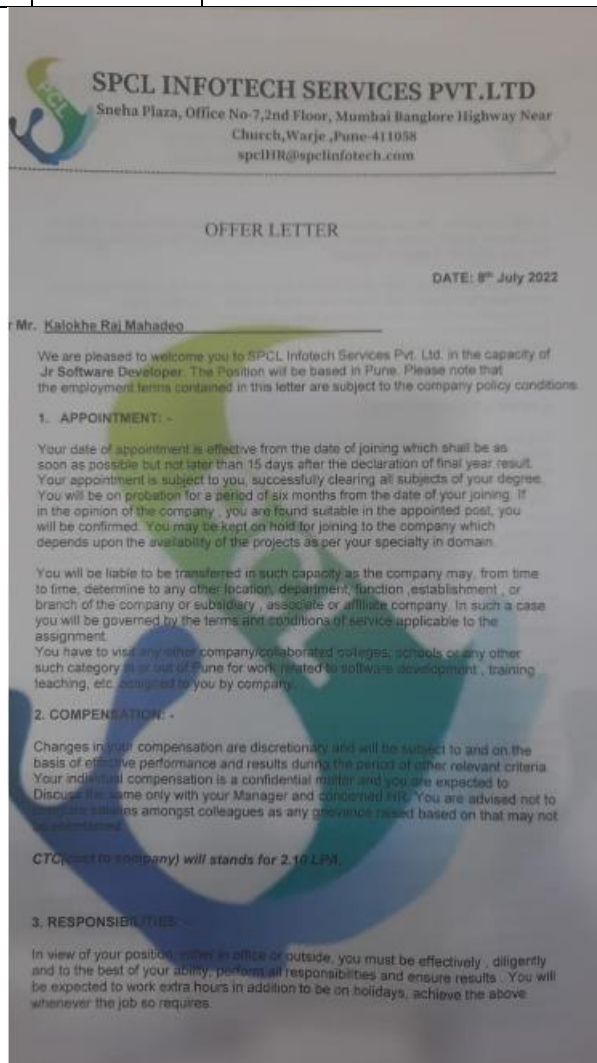 SPCL
SPCL INFOTECH SERVICES PVT.LTD
Sneha Plaza, Office No-7,2nd Floor, Mumbai Banglore Highway Near
Church,Warje ,Pune-411058
spclHR@spclinfotech.com
OFFER LETTER
DATE: 8th July 2022
r Mr. Kalokhe Raj Mahadeo
We are pleased to welcome you to SPCL Infotech Services Pvt. Ltd. in the capacity of
Jr Software Developer. The Position will be based in Pune. Please note that
the employment terms contained in this letter are subject to the company policy conditions.
1. APPOINTMENT: -
Your date of appointment is effective from the date of joining which shall be as
soon as possible but not later than 15 days after the declaration of final year result.
Your appointment is subject to you, successfully clearing all subjects of your degree.
You will be on probation for a period of six months from the date of your joining. If
in the opinion of the company , you are found suitable in the appointed post, you
will be confirmed. You may be kept on hold for joining to the company which
depends upon the availability of the projects as per your specialty in domain.
You will be liable to be transferred in such capacity as the company may, from time
to time, determine to any other location, department, function ,establishment , or
branch of the company or subsidiary , associate or affiliate company. In such a case
you will be governed by the terms and conditions of service applicable to the
assignment.
You have to visit any other company/collaborated colleges, schools or any other
such category in or out of Pune for work related to software development , training
teaching, etc. assigned to you by company.
2. COMPENSATION: -
Changes in your compensation are discretionary and will be subject to and on the
basis of effective performance and results during the period of other relevant criteria.
Your individual compensation is a confidential matter and you are expected to
Discuss the same only with your Manager and concerned HR. You are advised not to
compare salaries amongst colleagues as any grievance raised based on that may not
be entertained.
CTC(cost to company) will stands for 2.10 LPA.
3. RESPONSIBILITIES: -
In view of your position, either in office or outside, you must be effectively , diligently
and to the best of your ability, perform all responsibilities and ensure results . You will
be expected to work extra hours in addition to be on holidays, achieve the above
whenever the job so requires.